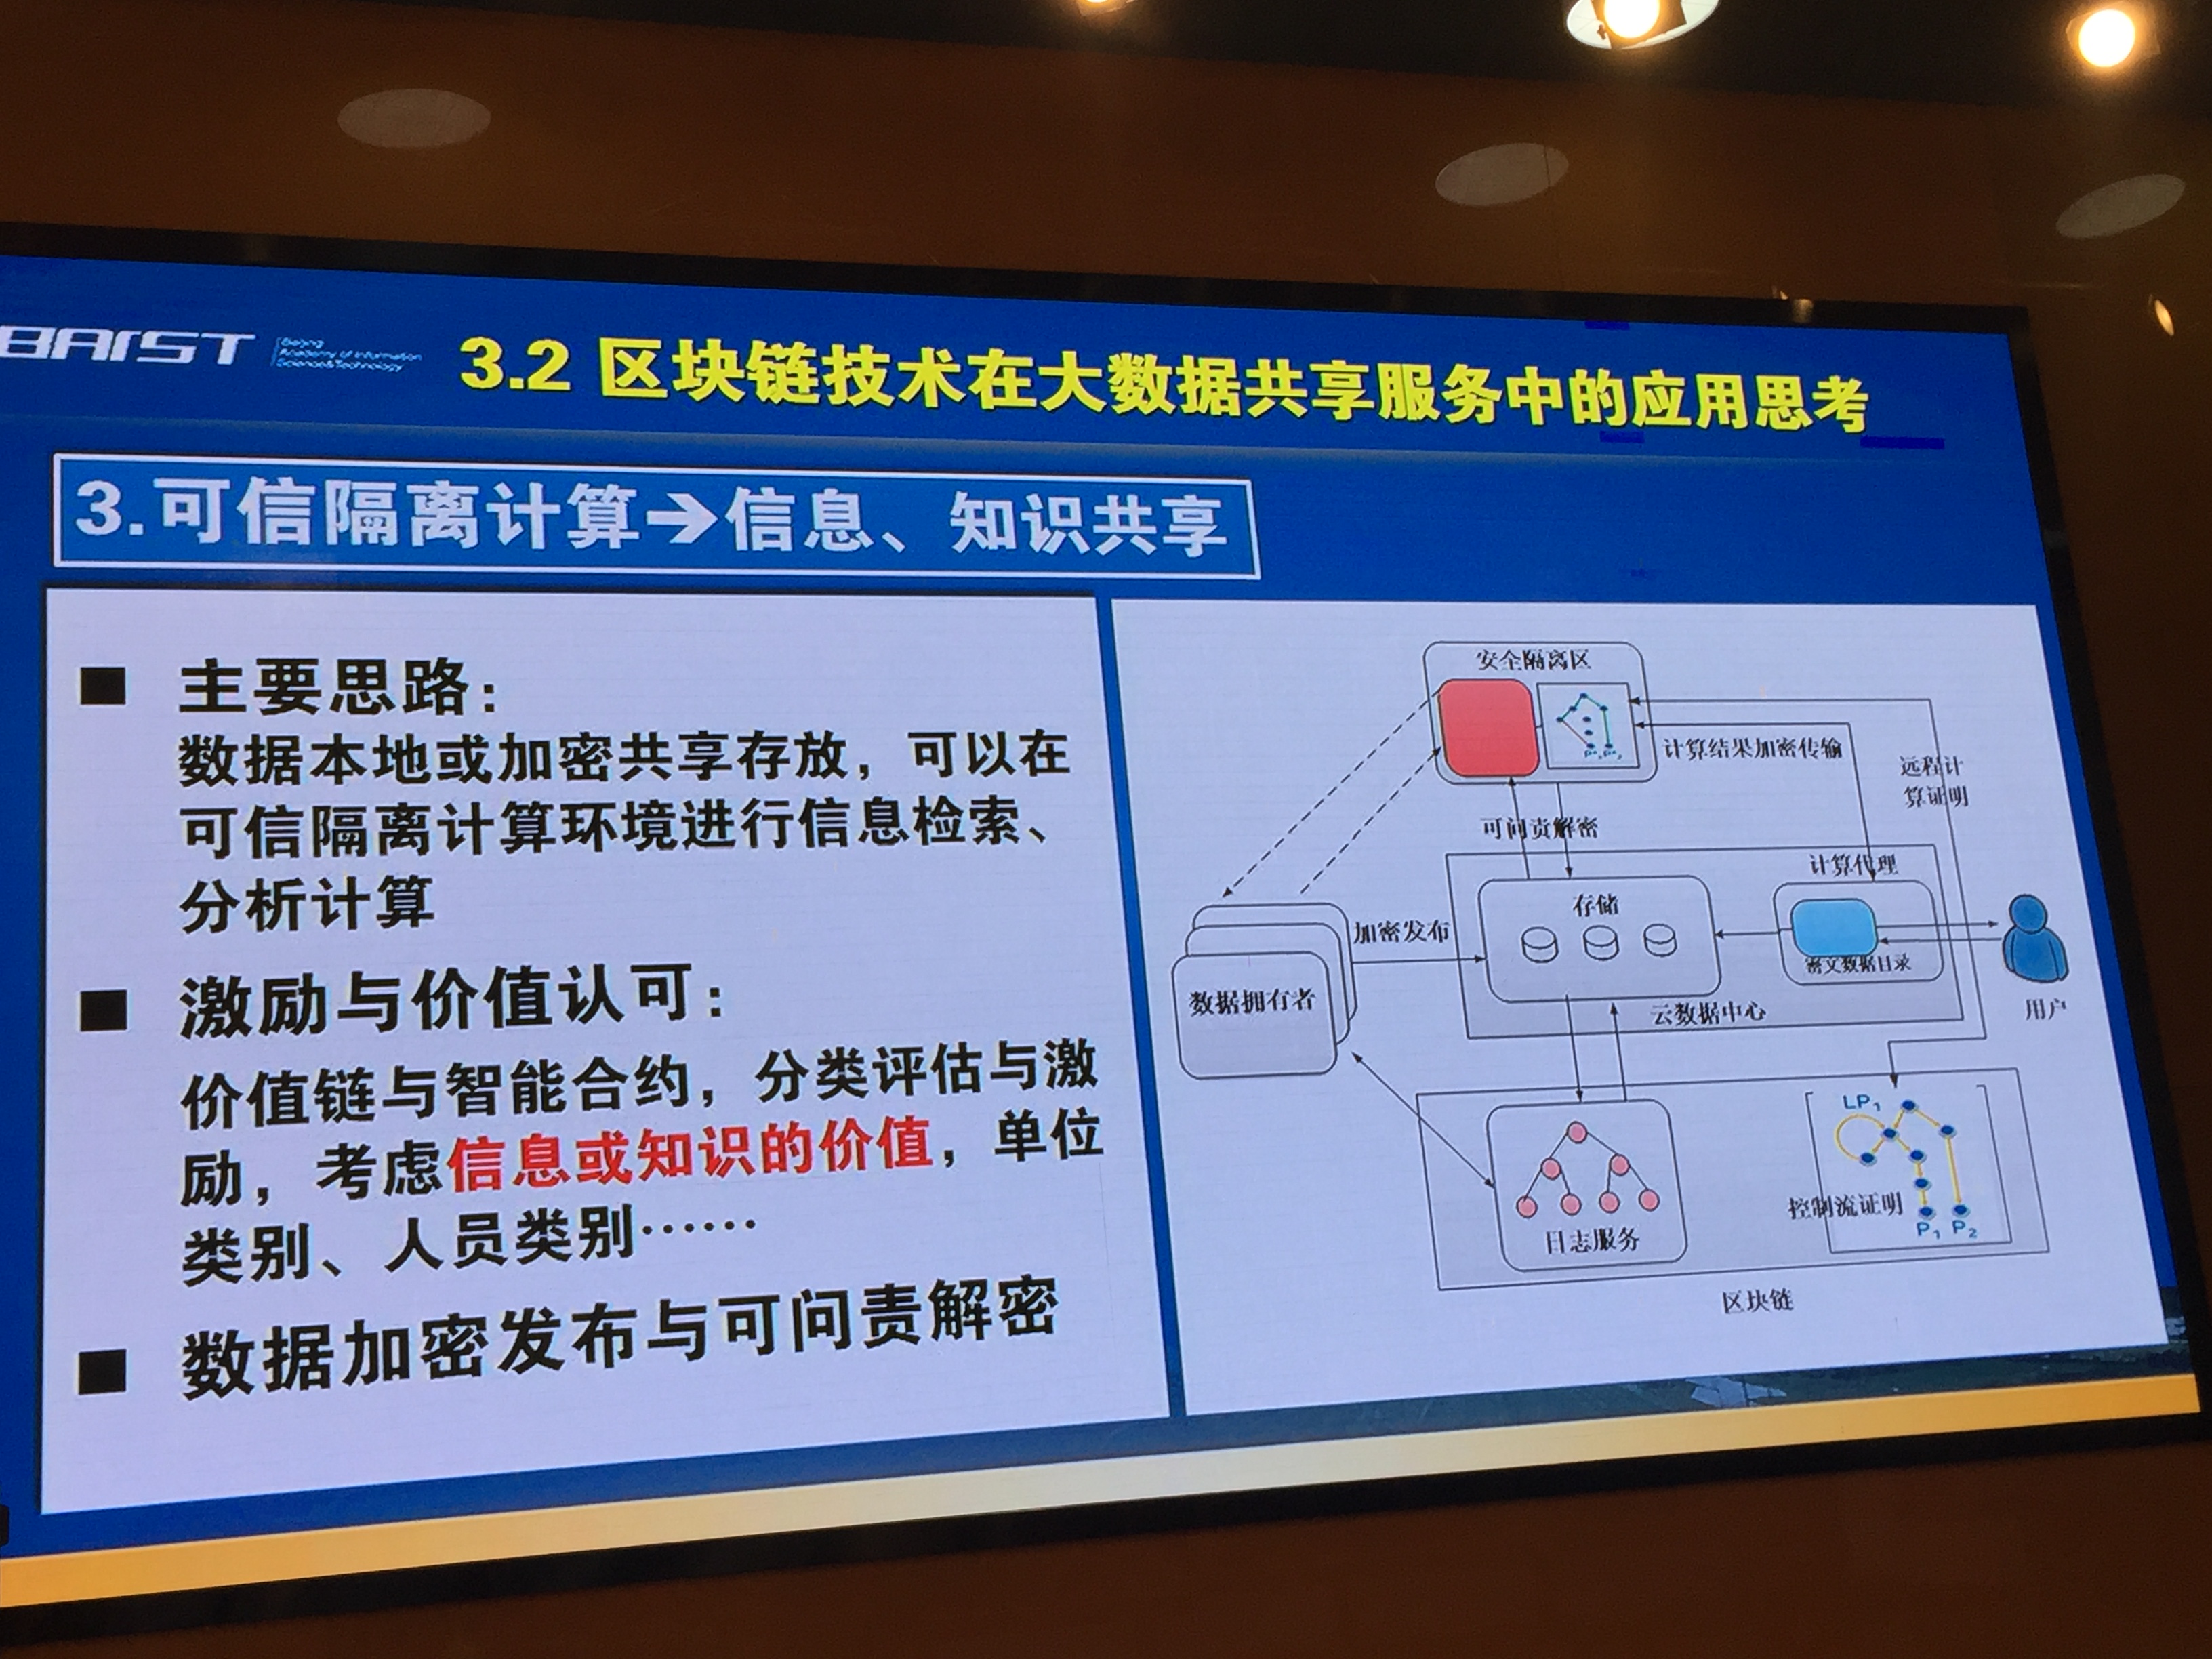 BAIST
Beijing
Academy of Information
Science&Technology
3.2 区块链技术在大数据共享服务中的应用思考
3.可信隔离计算→信息、知识共享
■ 主要思路：
数据本地或加密共享存放，可以在
可信隔离计算环境进行信息检索、
分析计算
■ 激励与价值认可：
价值链与智能合约，分类评估与激
励，考虑信息或知识的价值，单位
类别、人员类别……
■ 数据加密发布与可问责解密
安全隔离区
计算结果加密传输
远程计
算证明
可问责解密
计算代理
存储
加密发布
密文数据目录
数据拥有者
云数据中心
用户
LP1
控制流证明
P1 P2
日志服务
区块链